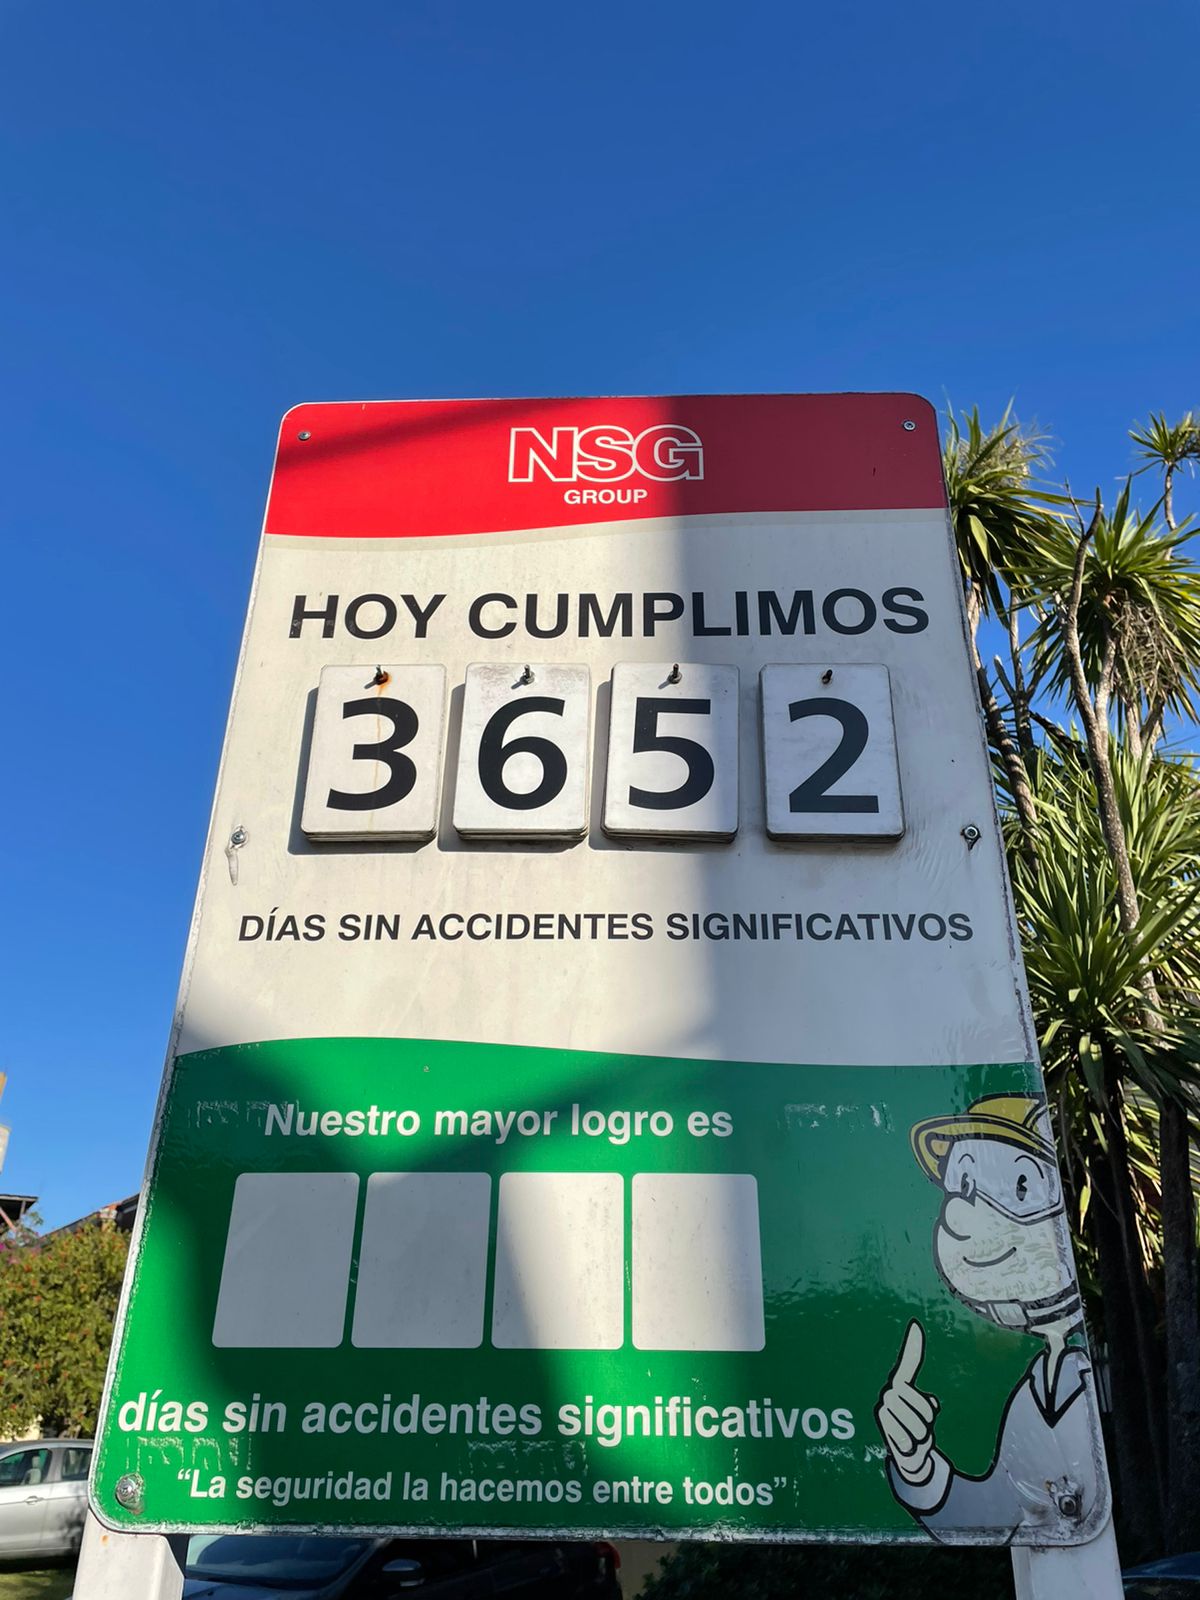 NSG
GROUP
HOY CUMPLIMOS
3652
DÍAS SIN ACCIDENTES SIGNIFICATIVOS
Nuestro mayor logro es
días sin accidentes significativos
“La seguridad la hacemos entre todos”